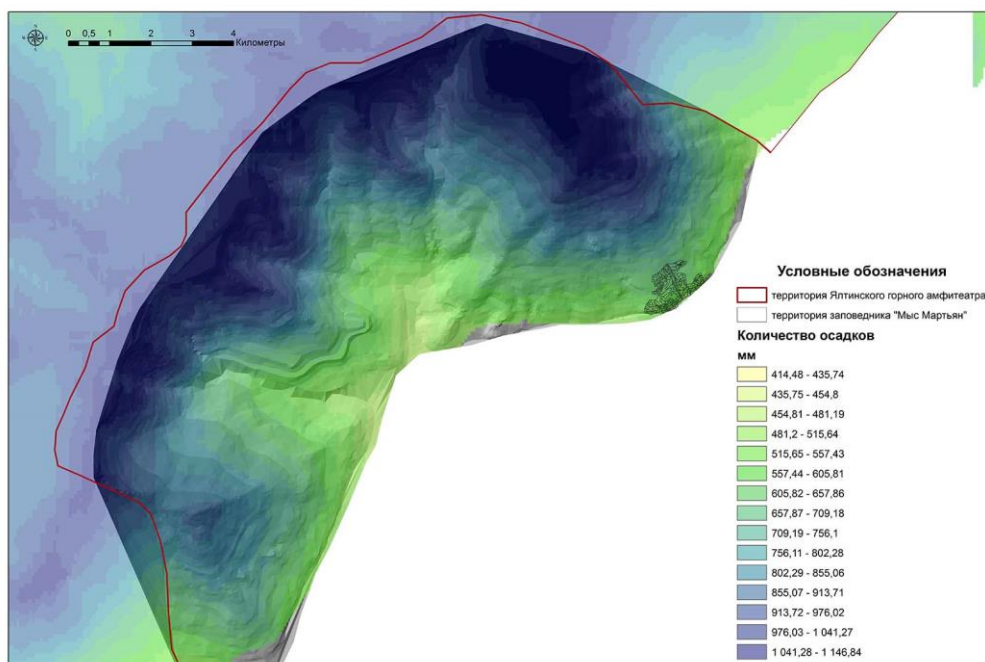 0 0,5 1 2 3 4
Километры
Условные обозначения
территория Ялтинского горного амфитеатра
территория заповедника "Мыс Мартьян"
Количество осадков
мм
414,48 - 435,74
435,75 - 454,8
454,81 - 481,19
481,2 - 515,64
515,65 - 557,43
557,44 - 605,81
605,82 - 657,86
657,87 - 709,18
709,19 - 756,1
756,11 - 802,28
802,29 - 855,06
855,07 - 913,71
913,72 - 976,02
976,03 - 1 041,27
1 041,28 - 1 146,84